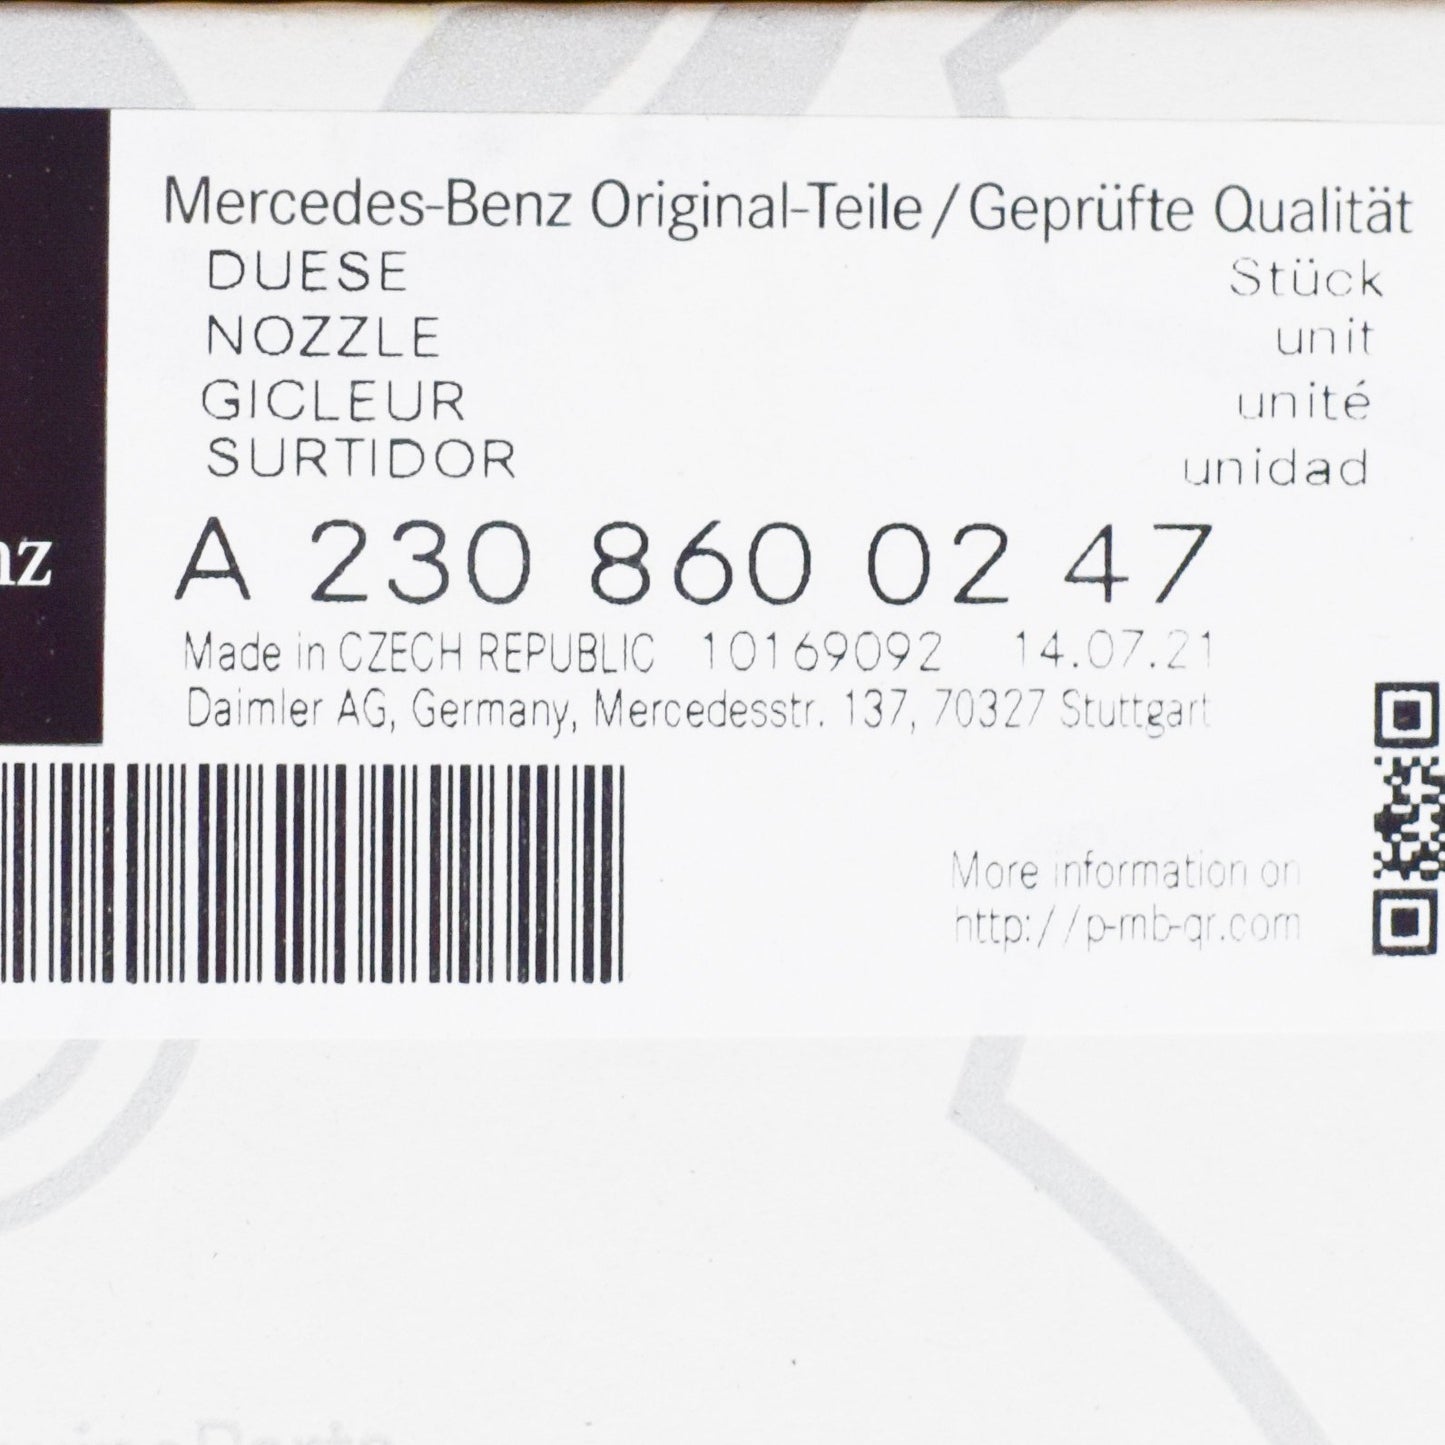 Mercedes-Benz Original-Teile / Geprüfte Qualität
DUESE Stück
NOZZLE unit
GICLEUR unité
SURTIDOR unidad
nz
A 230 860 02 47
Made in CZECH REPUBLIC 10169092 14.07.21
Daimler AG, Germany, Mercedesstr. 137, 70327 Stuttgart
More information on
http://p-mb-qr.com